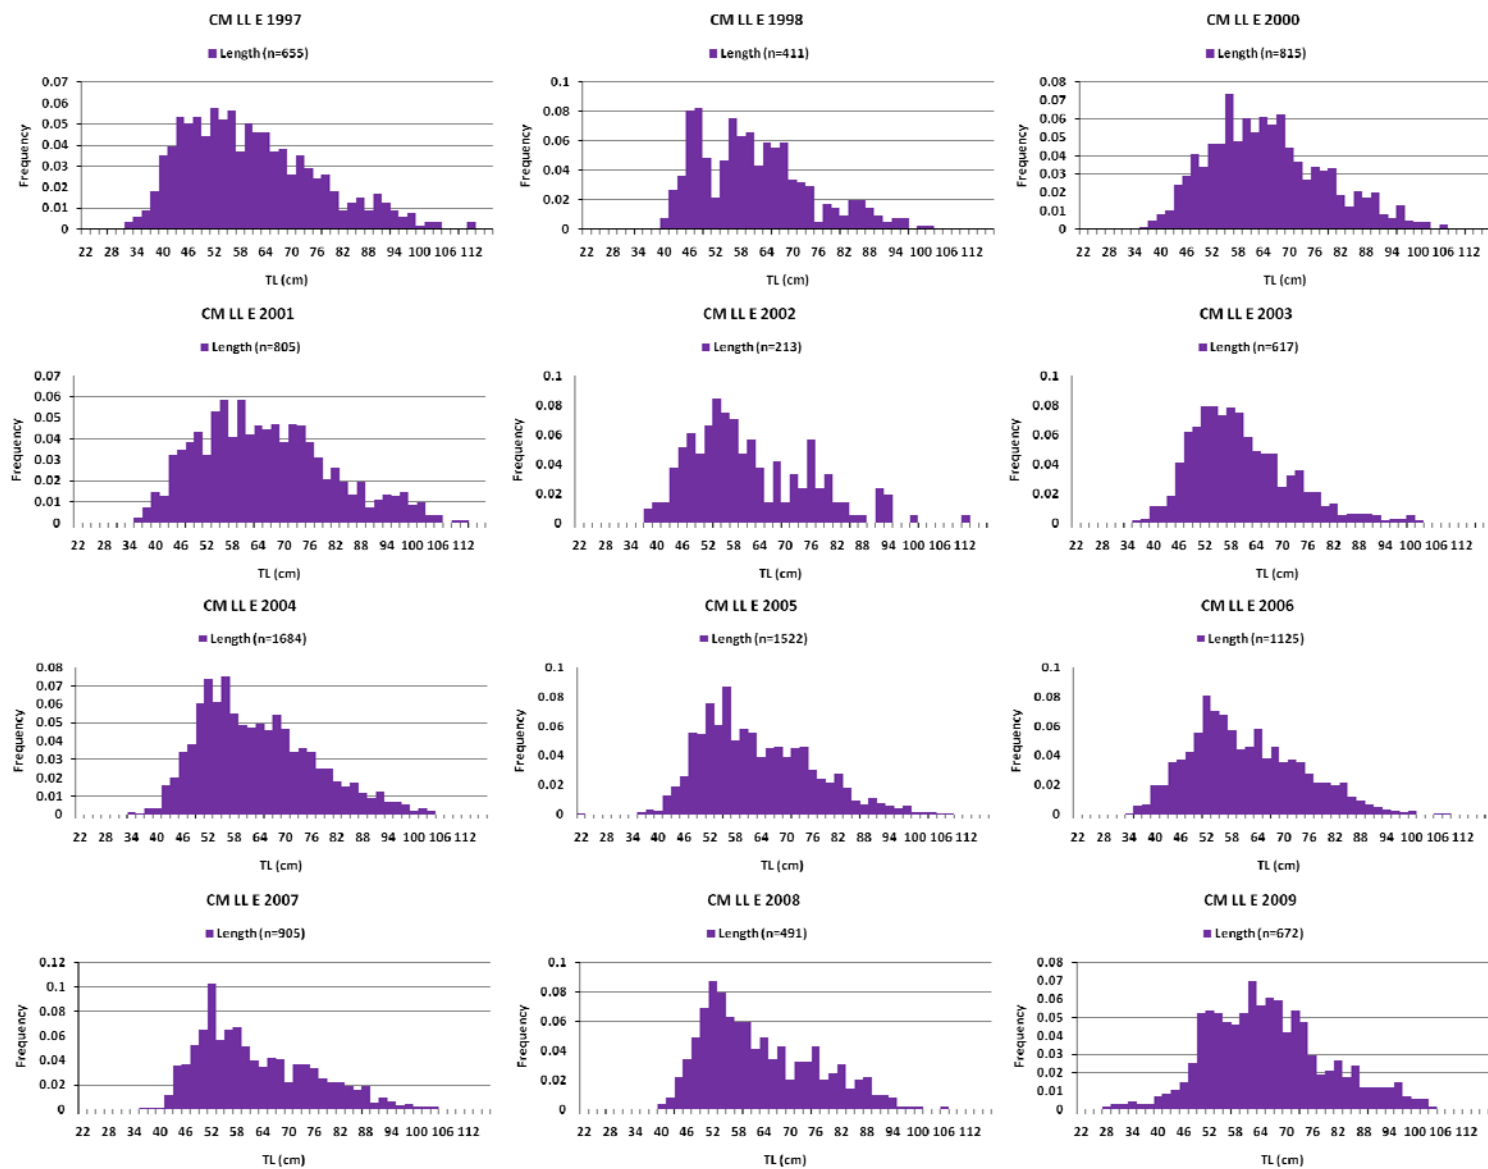 CM LL E 1997
Length (n=655)
0.07
0.06
0.05
0.04
0.03
0.02
0.01
0
Frequency
22 28 34 40 46 52 58 64 70 76 82 88 94 100 106 112
TL (cm)
CM LL E 1998
Length (n=411)
0.1
0.08
0.06
0.04
0.02
0
Frequency
22 28 34 40 46 52 58 64 70 76 82 88 94 100 106 112
TL (cm)
CM LL E 2000
Length (n=815)
0.08
0.07
0.06
0.05
0.04
0.03
0.02
0.01
0
Frequency
22 28 34 40 46 52 58 64 70 76 82 88 94 100 106 112
TL (cm)
CM LL E 2001
Length (n=805)
0.07
0.06
0.05
0.04
0.03
0.02
0.01
0
Frequency
22 28 34 40 46 52 58 64 70 76 82 88 94 100 106 112
TL (cm)
CM LL E 2002
Length (n=213)
0.1
0.08
0.06
0.04
0.02
0
Frequency
22 28 34 40 46 52 58 64 70 76 82 88 94 100 106 112
TL (cm)
CM LL E 2003
Length (n=617)
0.1
0.08
0.06
0.04
0.02
0
Frequency
22 28 34 40 46 52 58 64 70 76 82 88 94 100 106 112
TL (cm)
CM LL E 2004
Length (n=1684)
0.08
0.07
0.06
0.05
0.04
0.03
0.02
0.01
0
Frequency
22 28 34 40 46 52 58 64 70 76 82 88 94 100 106 112
TL (cm)
CM LL E 2005
Length (n=1522)
0.1
0.08
0.06
0.04
0.02
0
Frequency
22 28 34 40 46 52 58 64 70 76 82 88 94 100 106 112
TL (cm)
CM LL E 2006
Length (n=1125)
0.1
0.08
0.06
0.04
0.02
0
Frequency
22 28 34 40 46 52 58 64 70 76 82 88 94 100 106 112
TL (cm)
CM LL E 2007
Length (n=905)
0.12
0.1
0.08
0.06
0.04
0.02
0
Frequency
22 28 34 40 46 52 58 64 70 76 82 88 94 100 106 112
TL (cm)
CM LL E 2008
Length (n=491)
0.1
0.08
0.06
0.04
0.02
0
Frequency
22 28 34 40 46 52 58 64 70 76 82 88 94 100 106 112
TL (cm)
CM LL E 2009
Length (n=672)
0.08
0.07
0.06
0.05
0.04
0.03
0.02
0.01
0
Frequency
22 28 34 40 46 52 58 64 70 76 82 88 94 100 106 112
TL (cm)